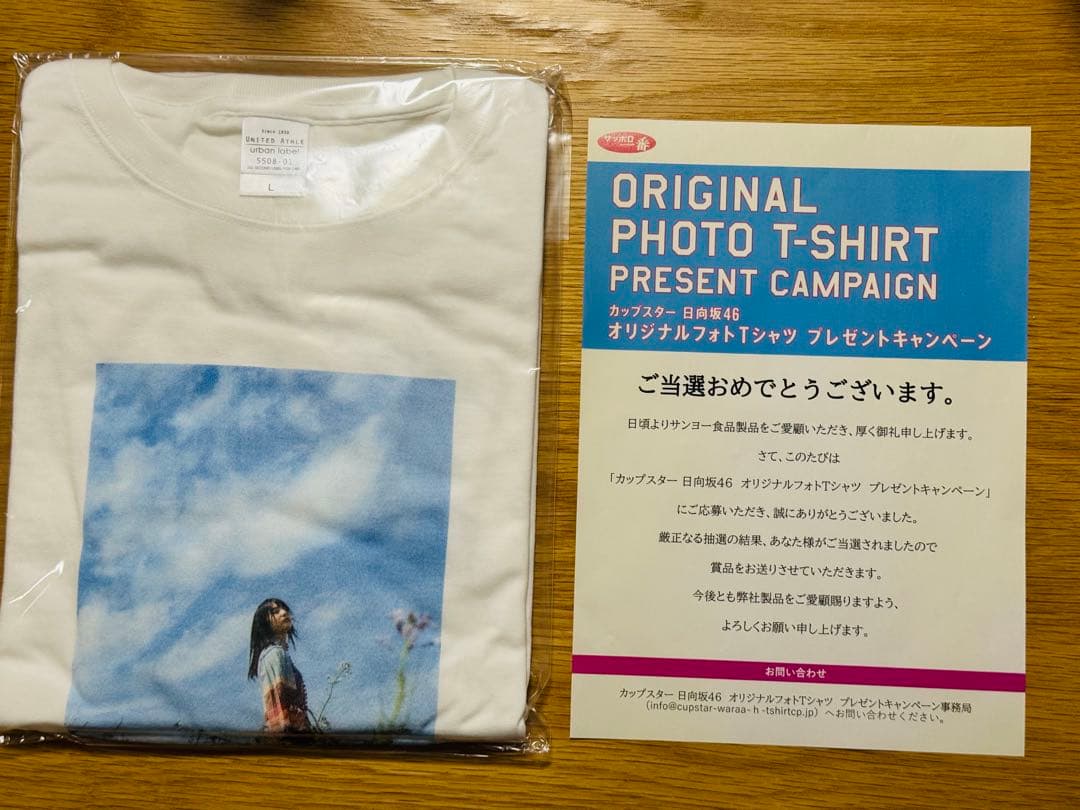 Since 1950
UNITED ATHLE
urban label
5508-01
L
サッポロ一番
ORIGINAL
PHOTO T-SHIRT
PRESENT CAMPAIGN
カップスター 日向坂46
オリジナルフォトTシャツ プレゼントキャンペーン
ご当選おめでとうございます。
日頃よりサンヨー食品製品をご愛顧いただき、厚く御礼申し上げます。
さて、このたびは
「カップスター 日向坂46 オリジナルフォトTシャツ プレゼントキャンペーン」
にご応募いただき、誠にありがとうございました。
厳正なる抽選の結果、あなた様がご当選されましたので
賞品をお送りさせていただきます。
今後とも弊社製品をご愛顧賜りますよう、
よろしくお願い申し上げます。
お問い合わせ
カップスター 日向坂46 オリジナルフォトTシャツ プレゼントキャンペーン事務局
（info@cupstar-waraa-h-tshirtcp.jp）へお問い合わせください。